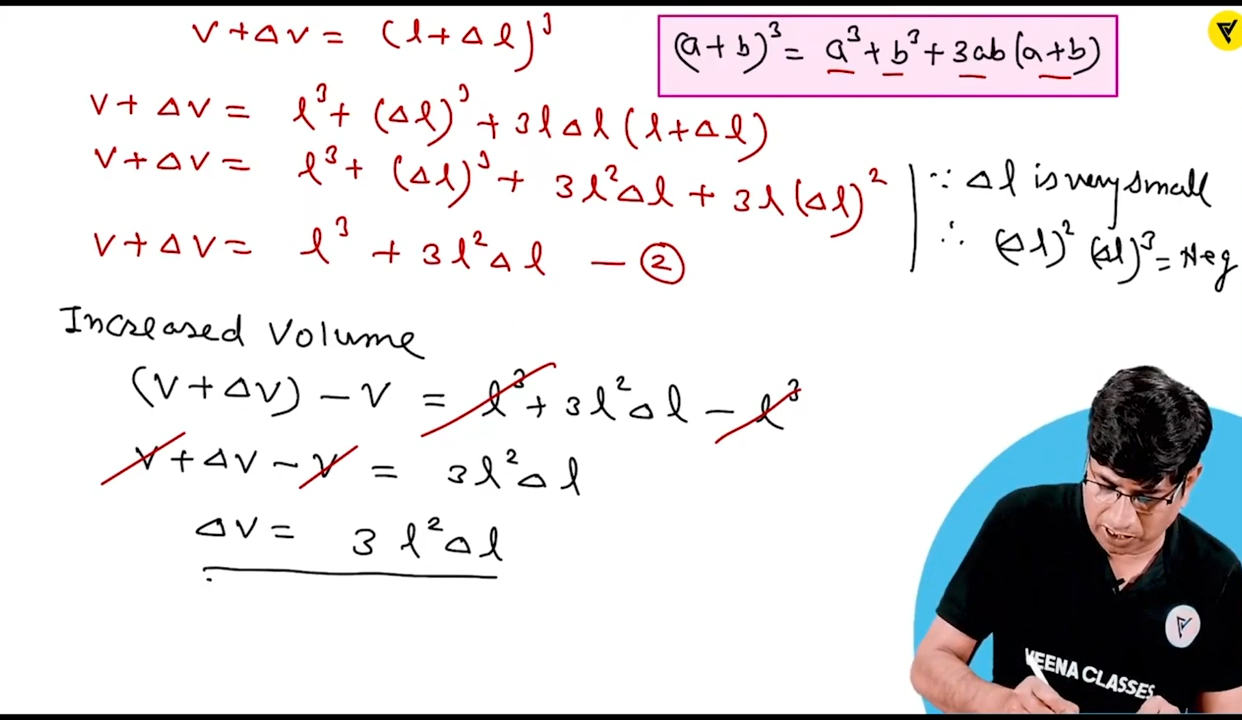 V + ΔV = (l + Δl)³
(a + b)³ = a³ + b³ + 3ab(a + b)
V + ΔV = l³ + (Δl)³ + 3lΔl(l + Δl)
V + ΔV = l³ + (Δl)³ + 3l²Δl + 3l(Δl)²
∵ Δl is very small
∴ (Δl)² (Δl)³ = Neg
V + ΔV = l³ + 3l²Δl — ②
Increased Volume
(V + ΔV) − V = l³ + 3l²Δl − l³
V + ΔV − V = 3l²Δl
ΔV = 3l²Δl
VEENA CLASSES